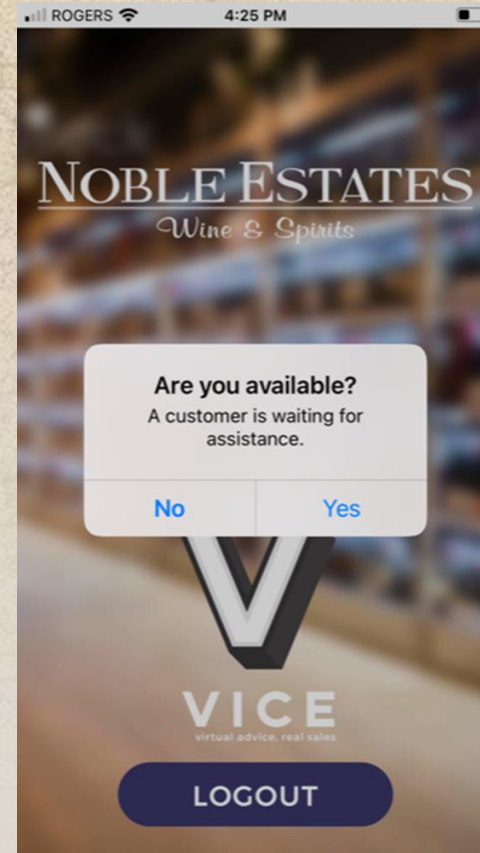 ROGERS 4:25 PM
NOBLE ESTATES
Wine & Spirits
Are you available?
A customer is waiting for
assistance.
No Yes
V
VICE
virtual advice, real sales
LOGOUT